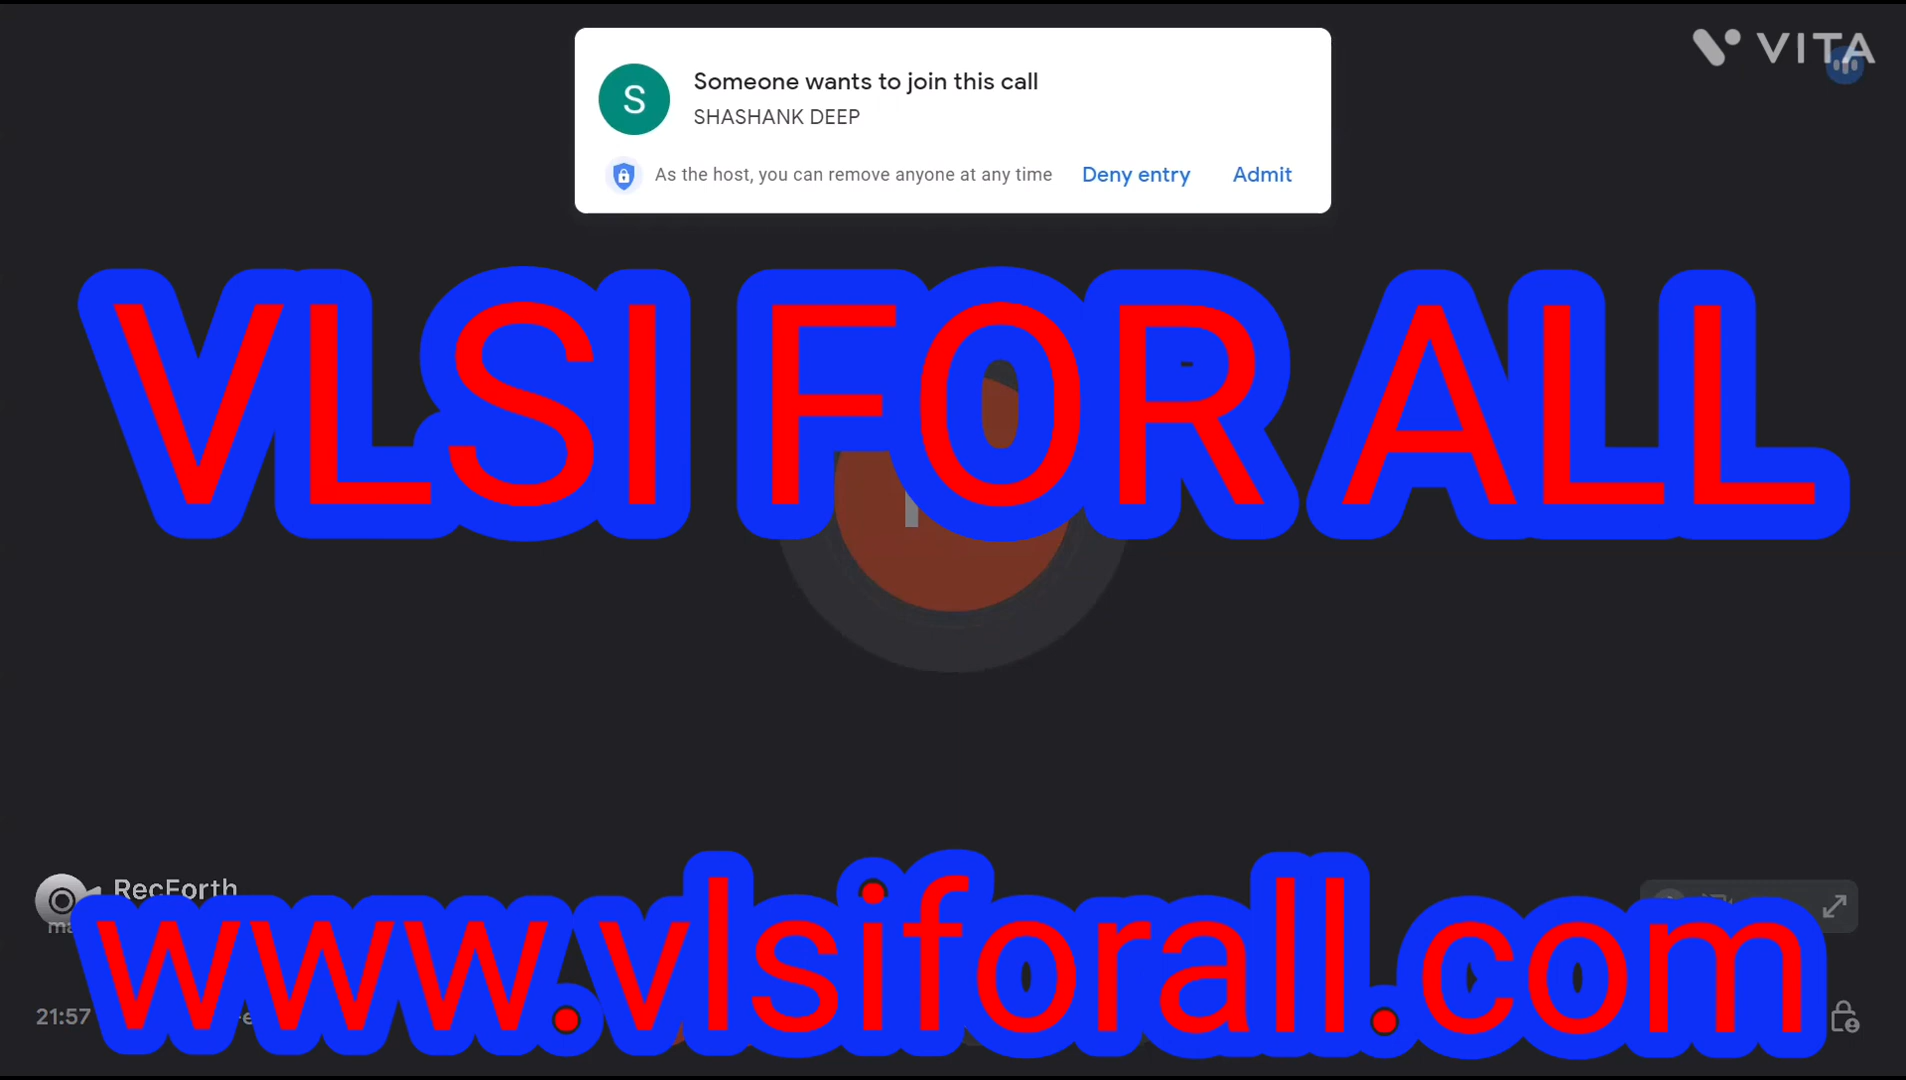 VITA
Someone wants to join this call
S
SHASHANK DEEP
As the host, you can remove anyone at any time Deny entry Admit
VLSI FOR ALL
RecForth
www.vlsiforall.com
21:57